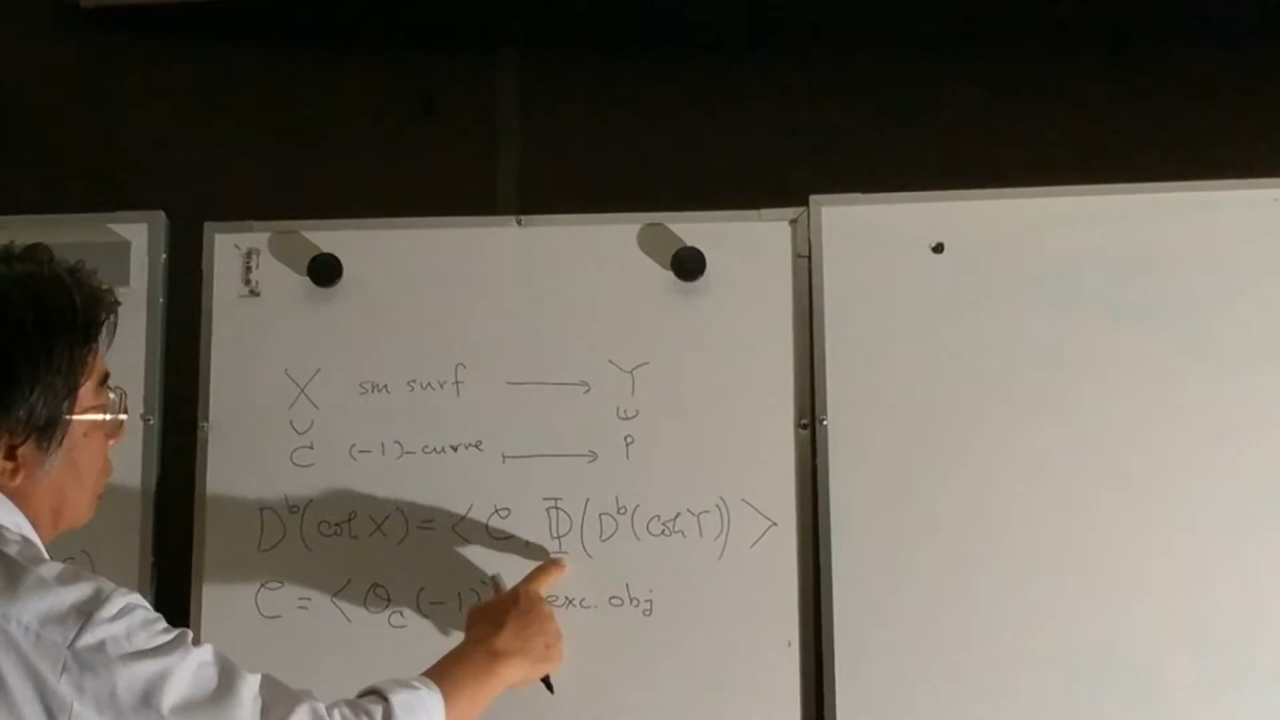 X sm surf ⟶ Y
∪ ∋
C (-1)-curve ⟼ P
D^b(coh X) = ⟨ C, Φ(D^b(coh Y)) ⟩
C = ⟨ O_C(-1) exc. obj